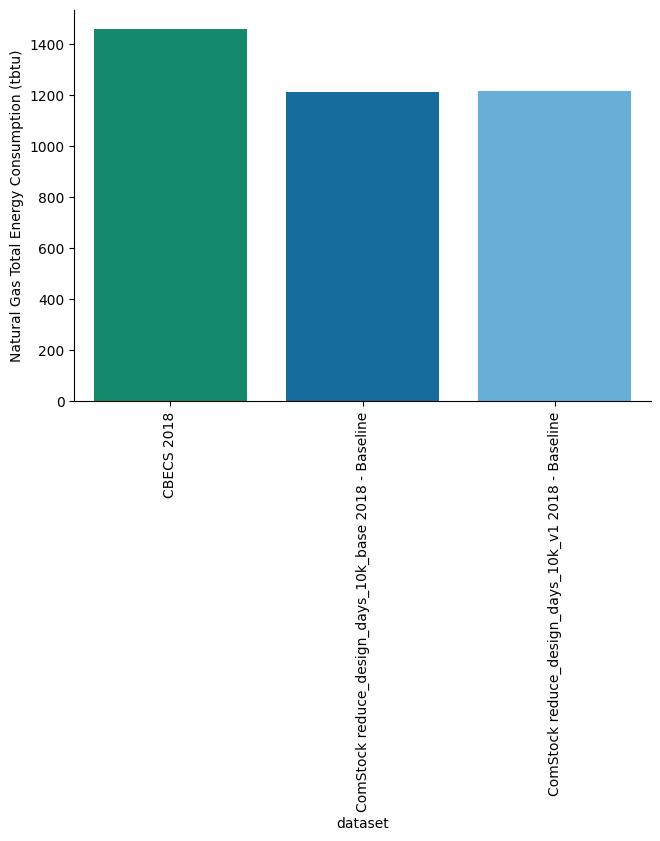 Natural Gas Total Energy Consumption (tbtu)
1400
1200
1000
800
600
400
200
0
CBECS 2018
ComStock reduce_design_days_10k_base 2018 - Baseline
ComStock reduce_design_days_10k_v1 2018 - Baseline
dataset